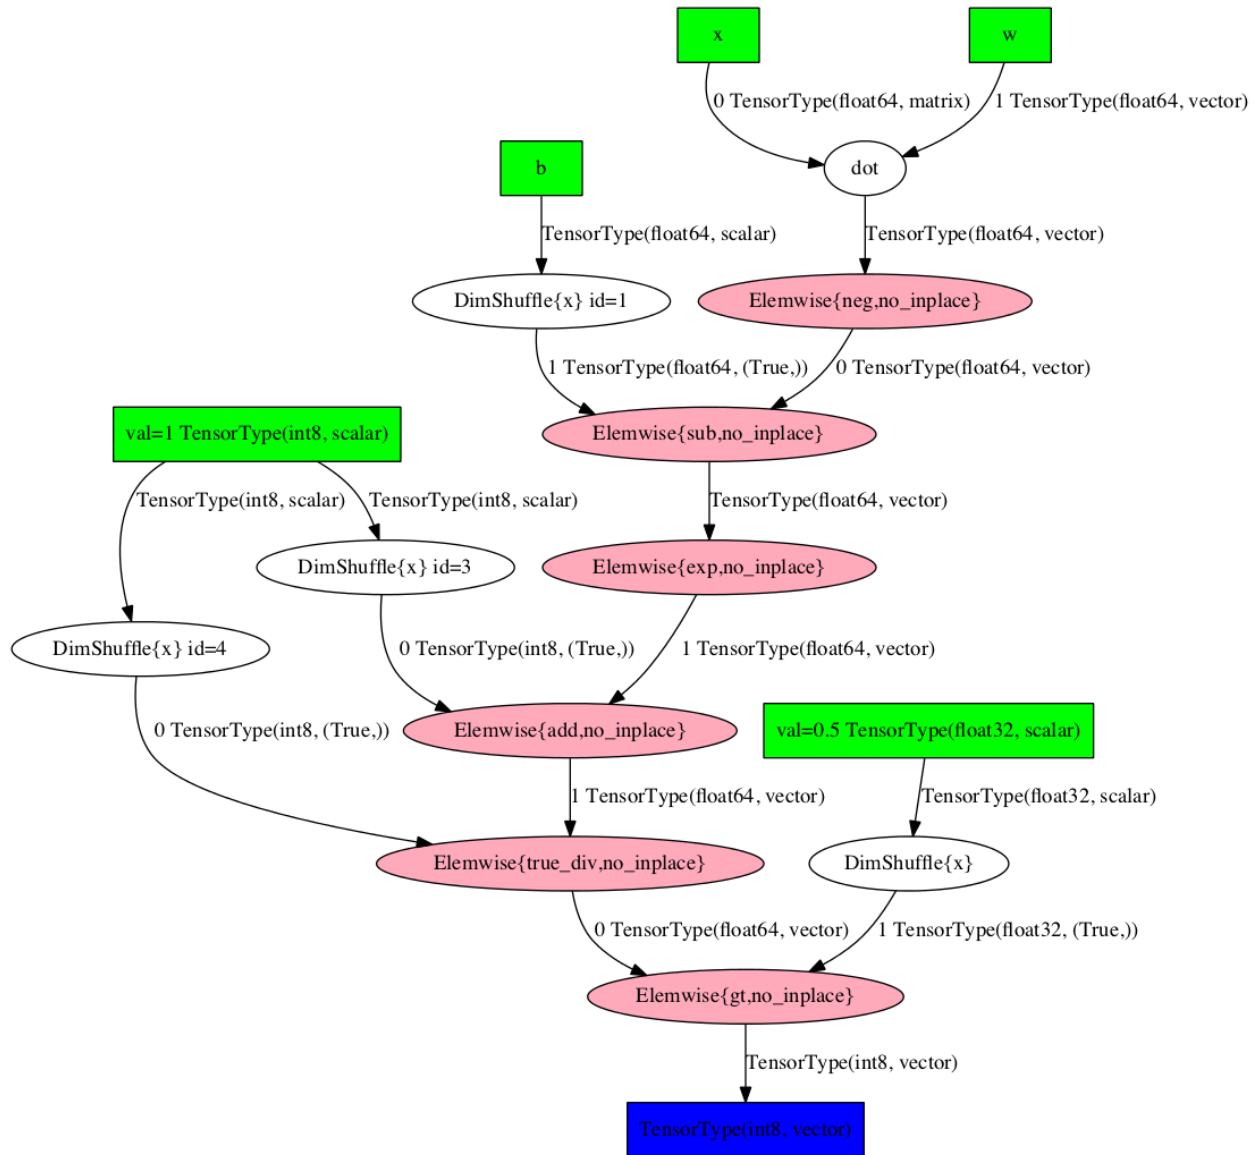 x
w
0 TensorType(float64, matrix)
1 TensorType(float64, vector)
b
dot
TensorType(float64, scalar)
TensorType(float64, vector)
DimShuffle{x} id=1
Elemwise{neg,no_inplace}
1 TensorType(float64, (True,))
0 TensorType(float64, vector)
val=1 TensorType(int8, scalar)
Elemwise{sub,no_inplace}
TensorType(int8, scalar)
TensorType(int8, scalar)
TensorType(float64, vector)
DimShuffle{x} id=3
Elemwise{exp,no_inplace}
DimShuffle{x} id=4
0 TensorType(int8, (True,))
1 TensorType(float64, vector)
0 TensorType(int8, (True,))
Elemwise{add,no_inplace}
val=0.5 TensorType(float32, scalar)
1 TensorType(float64, vector)
TensorType(float32, scalar)
Elemwise{true_div,no_inplace}
DimShuffle{x}
0 TensorType(float64, vector)
1 TensorType(float32, (True,))
Elemwise{gt,no_inplace}
TensorType(int8, vector)
TensorType(int8, vector)